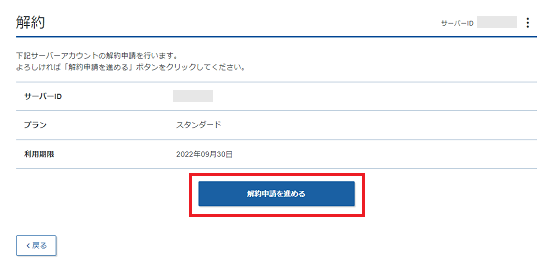 解約
サーバーID
下記サーバーアカウントの解約申請を行います。
よろしければ「解約申請を進める」ボタンをクリックしてください。
サーバーID
プラン スタンダード
利用期限 2022年09月30日
解約申請を進める
戻る